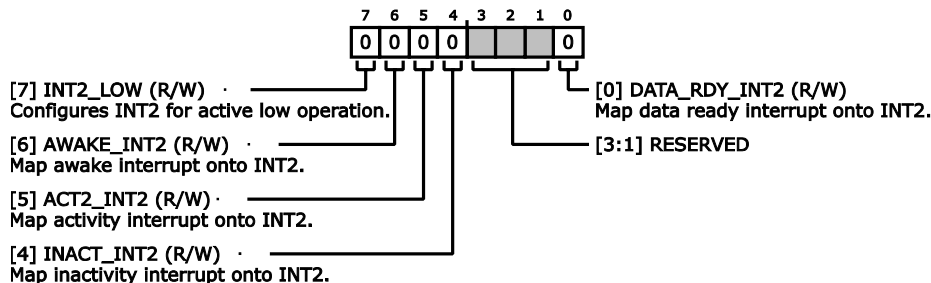 7 6 5 4 3 2 1 0
0 0 0 0 0
[7] INT2_LOW (R/W)
Configures INT2 for active low operation.
[6] AWAKE_INT2 (R/W)
Map awake interrupt onto INT2.
[5] ACT2_INT2 (R/W)
Map activity interrupt onto INT2.
[4] INACT_INT2 (R/W)
Map inactivity interrupt onto INT2.
[0] DATA_RDY_INT2 (R/W)
Map data ready interrupt onto INT2.
[3:1] RESERVED